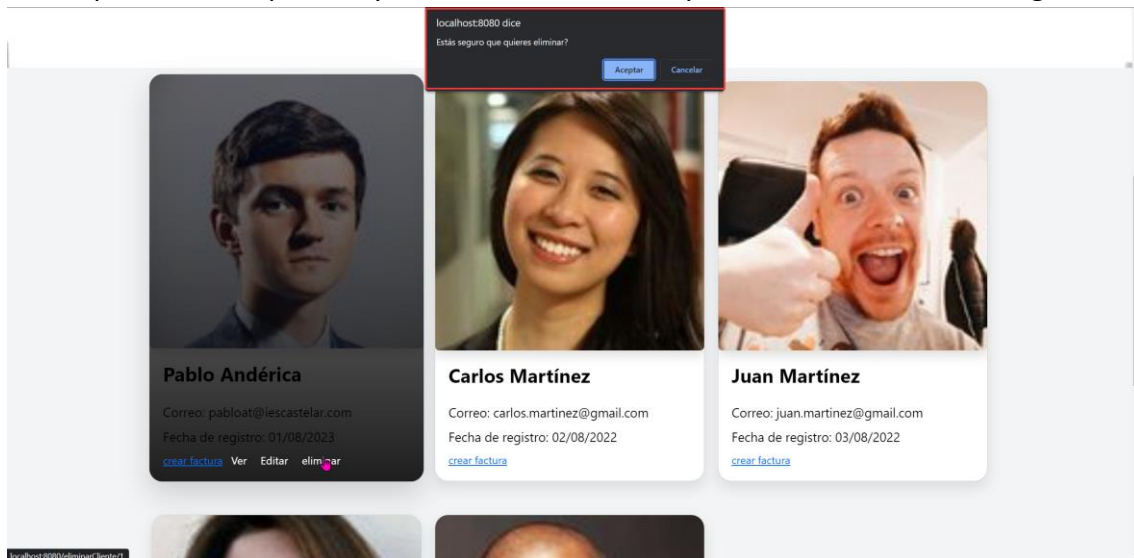 localhost:8080 dice
Estás seguro que quieres eliminar?
Aceptar Cancelar
Pablo Andérica
Correo: pabloat@iescastelar.com
Fecha de registro: 01/08/2023
crear factura Ver Editar eliminar
Carlos Martínez
Correo: carlos.martinez@gmail.com
Fecha de registro: 02/08/2022
crear factura
Juan Martínez
Correo: juan.martinez@gmail.com
Fecha de registro: 03/08/2022
crear factura
localhost:8080/eliminarCliente/1